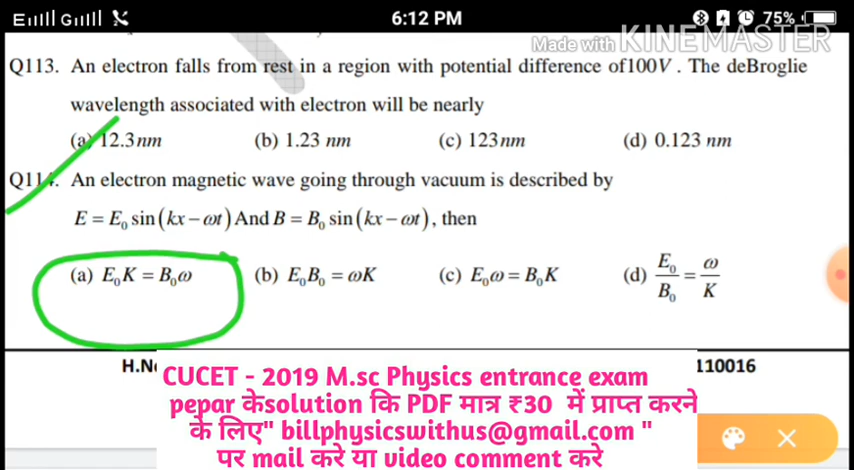 Eııllll Gııllll
6:12 PM
75%
Made with KINEMASTER
Q113. An electron falls from rest in a region with potential difference of100V . The deBroglie
wavelength associated with electron will be nearly
(a) 12.3nm (b) 1.23 nm (c) 123nm (d) 0.123 nm
Q114. An electron magnetic wave going through vacuum is described by
E = E₀ sin(kx − ωt) And B = B₀ sin(kx − ωt), then
(a) E₀K = B₀ω (b) E₀B₀ = ωK (c) E₀ω = B₀K (d) E₀/B₀ = ω/K
H.N
110016
CUCET - 2019 M.sc Physics entrance exam
pepar केsolution कि PDF मात्र ₹30 में प्राप्त करने
के लिए" billphysicswithus@gmail.com "
पर mail करे या video comment करे